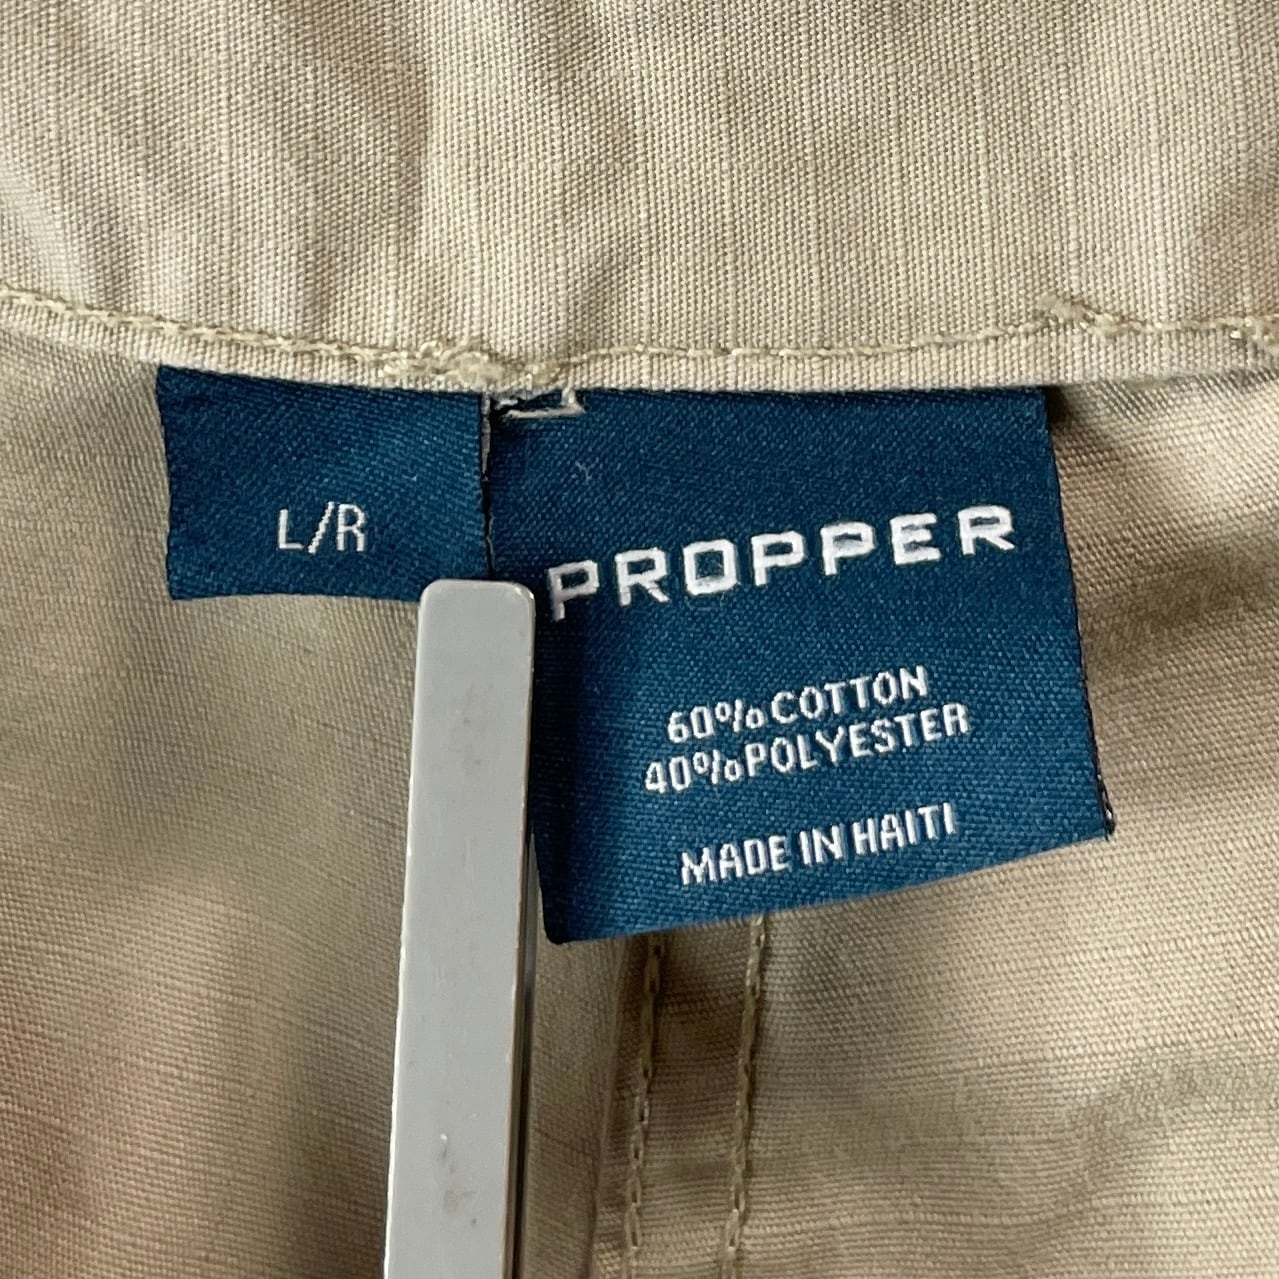 L/R
PROPPER
60% COTTON
40% POLYESTER
MADE IN HAITI